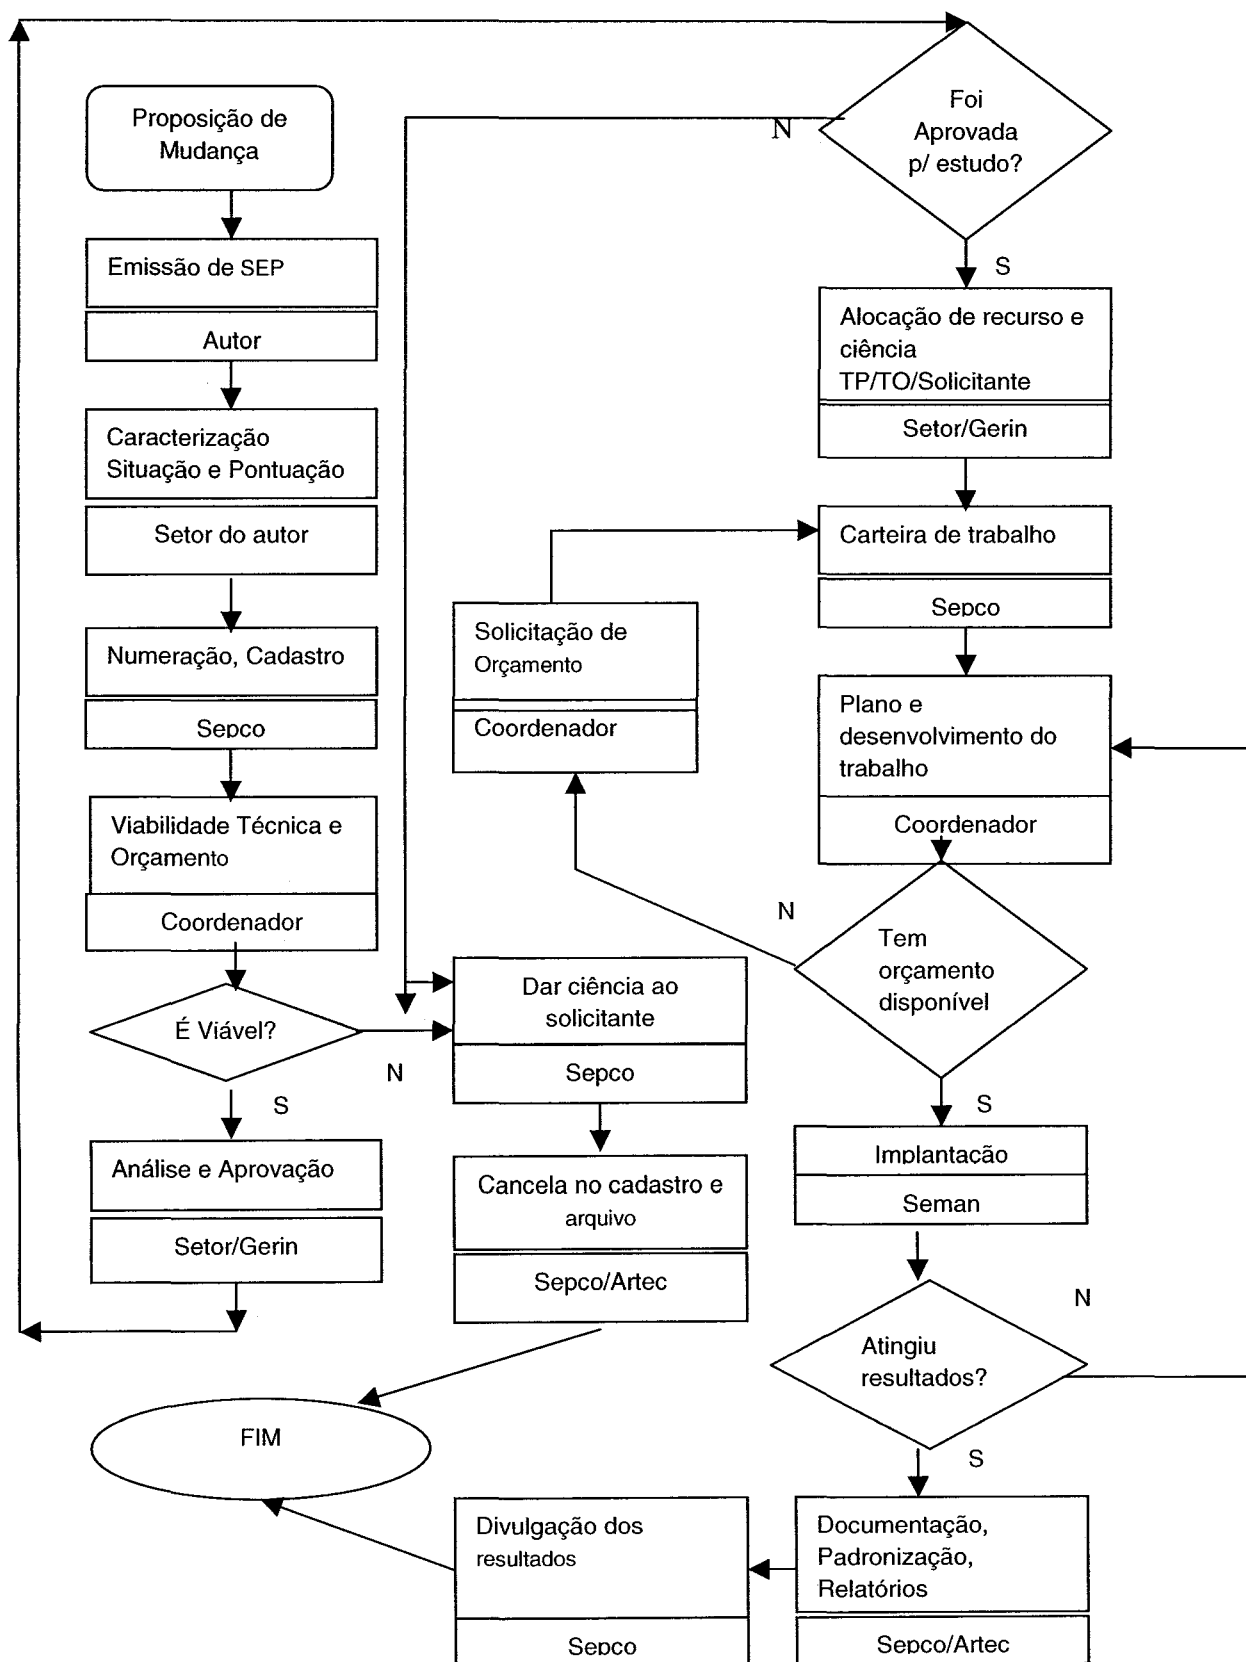 Proposição de
Mudança
Emissão de SEP
Autor
Caracterização
Situação e Pontuação
Setor do autor
Numeração, Cadastro
Sepco
Viabilidade Técnica e
Orçamento
Coordenador
É Viável?
N
S
Análise e Aprovação
Setor/Gerin
Foi
Aprovada
p/ estudo?
N
S
Alocação de recurso e
ciência
TP/TO/Solicitante
Setor/Gerin
Carteira de trabalho
Sepco
Solicitação de
Orçamento
Coordenador
Plano e
desenvolvimento do
trabalho
Coordenador
N
Tem
orçamento
disponível
S
Dar ciência ao
solicitante
Sepco
Cancela no cadastro e
arquivo
Sepco/Artec
Implantação
Seman
N
Atingiu
resultados?
S
FIM
Divulgação dos
resultados
Sepco
Documentação,
Padronização,
Relatórios
Sepco/Artec